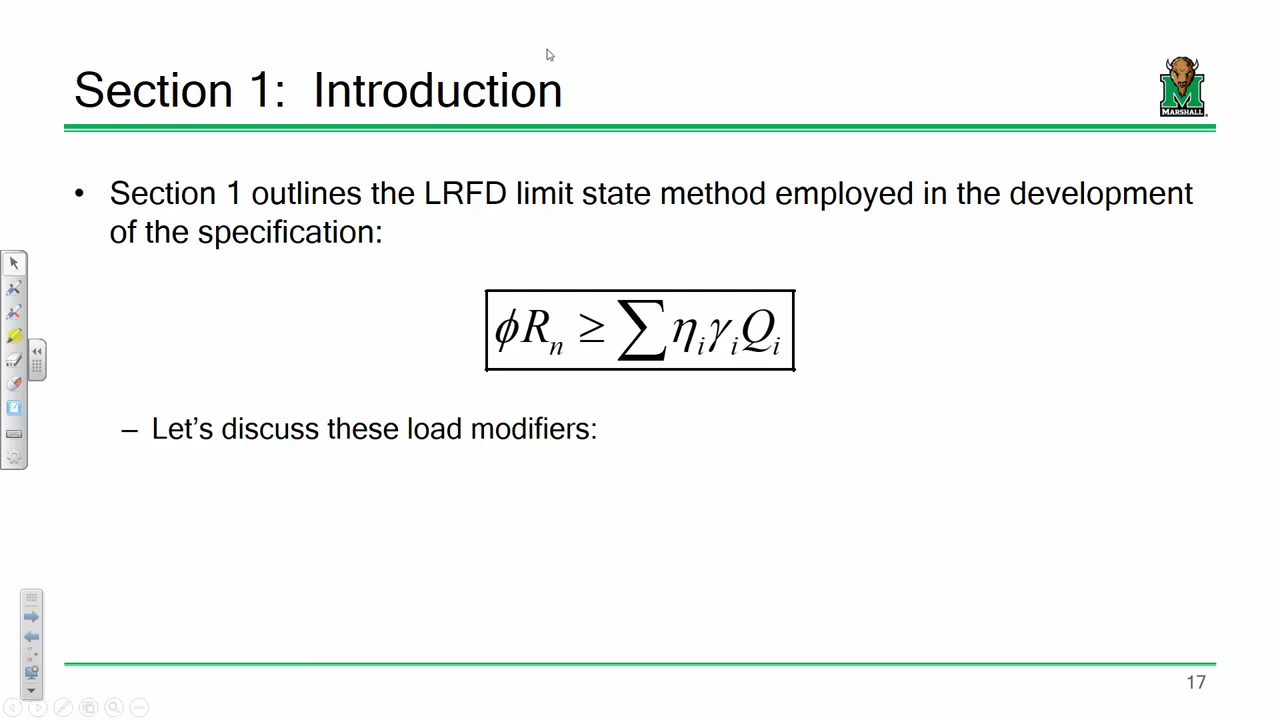 Section 1: Introduction
MARSHALL
• Section 1 outlines the LRFD limit state method employed in the development
of the specification:
ϕRₙ ≥ ∑ηᵢγᵢQᵢ
– Let's discuss these load modifiers:
17